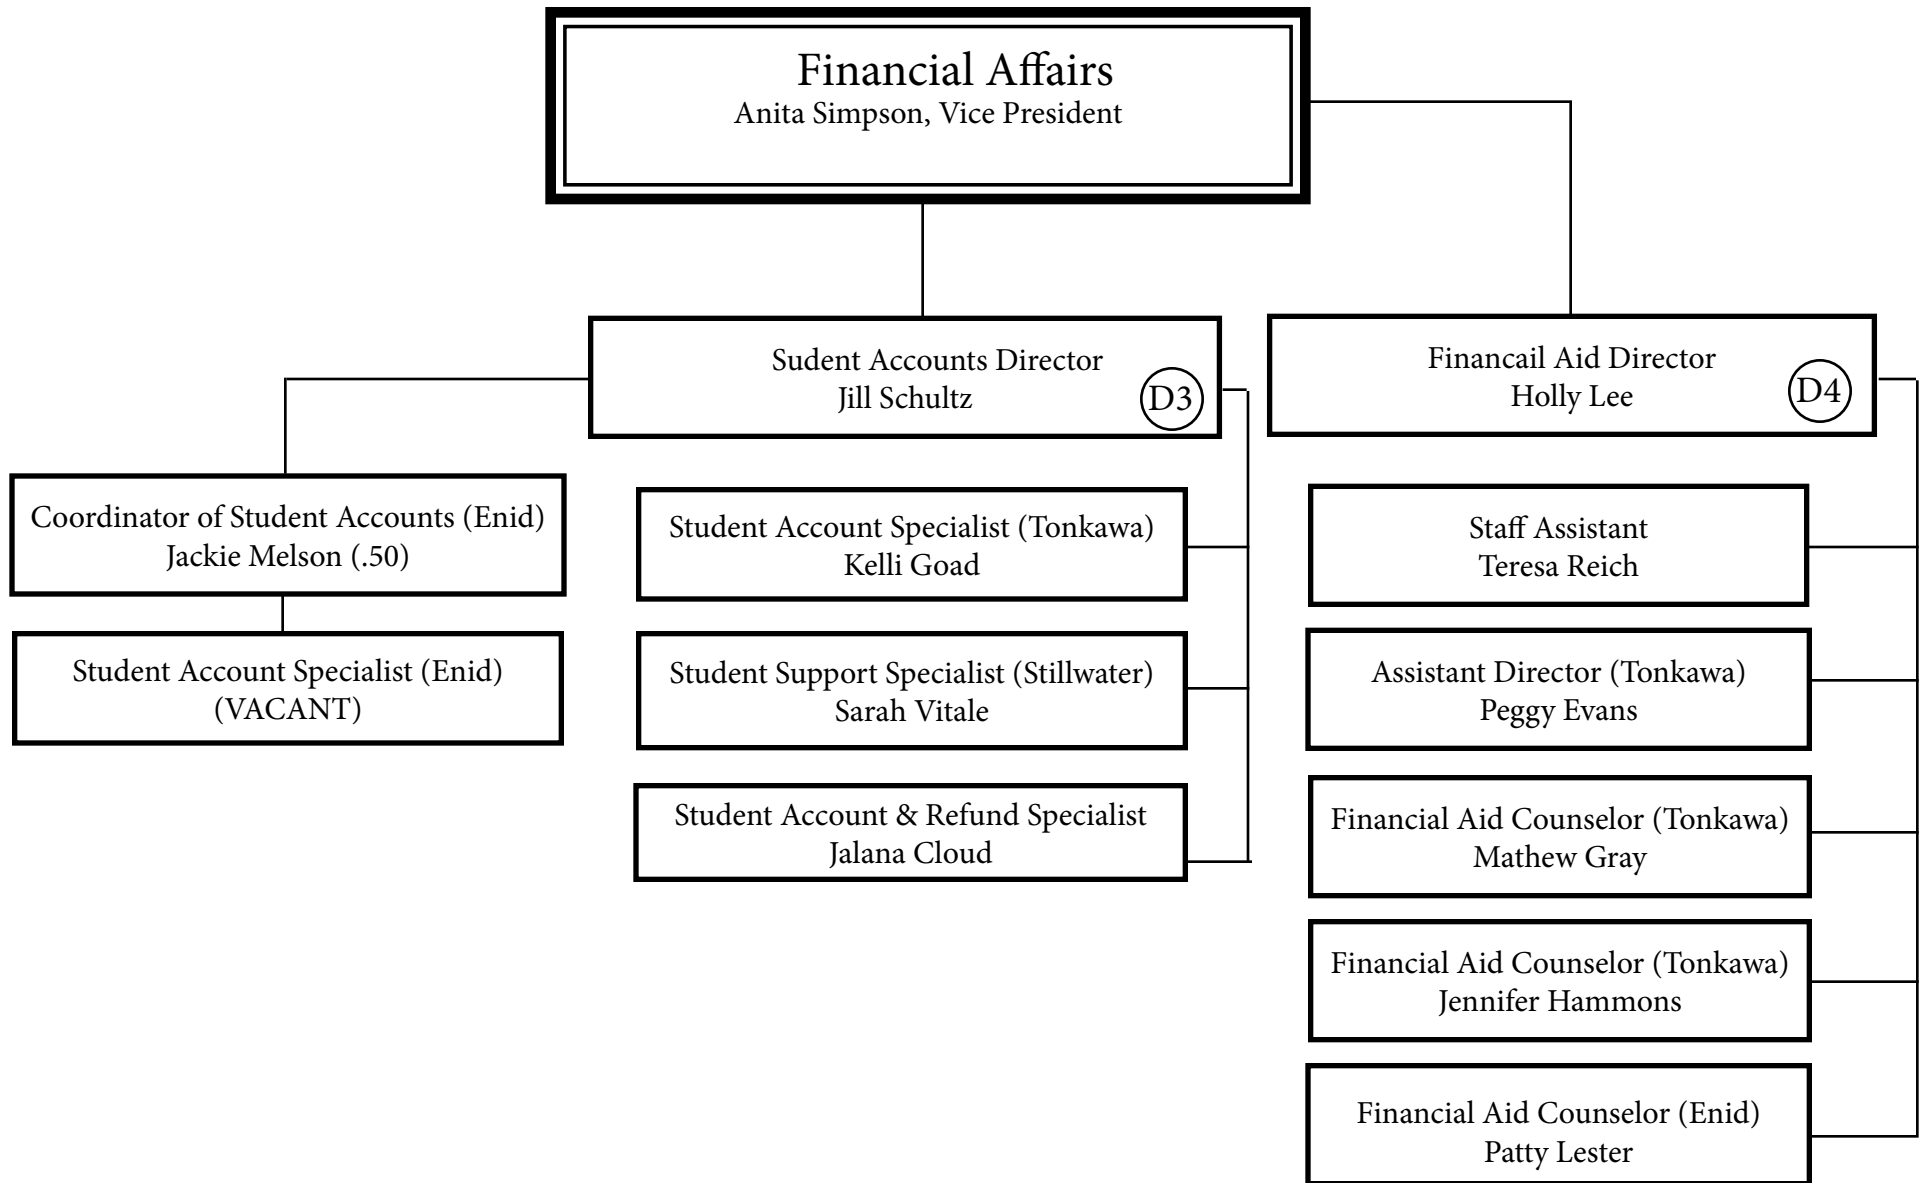 Financial Affairs
Anita Simpson, Vice President
Sudent Accounts Director
Jill Schultz
D3
Financail Aid Director
Holly Lee
D4
Coordinator of Student Accounts (Enid)
Jackie Melson (.50)
Student Account Specialist (Enid)
(VACANT)
Student Account Specialist (Tonkawa)
Kelli Goad
Student Support Specialist (Stillwater)
Sarah Vitale
Student Account & Refund Specialist
Jalana Cloud
Staff Assistant
Teresa Reich
Assistant Director (Tonkawa)
Peggy Evans
Financial Aid Counselor (Tonkawa)
Mathew Gray
Financial Aid Counselor (Tonkawa)
Jennifer Hammons
Financial Aid Counselor (Enid)
Patty Lester